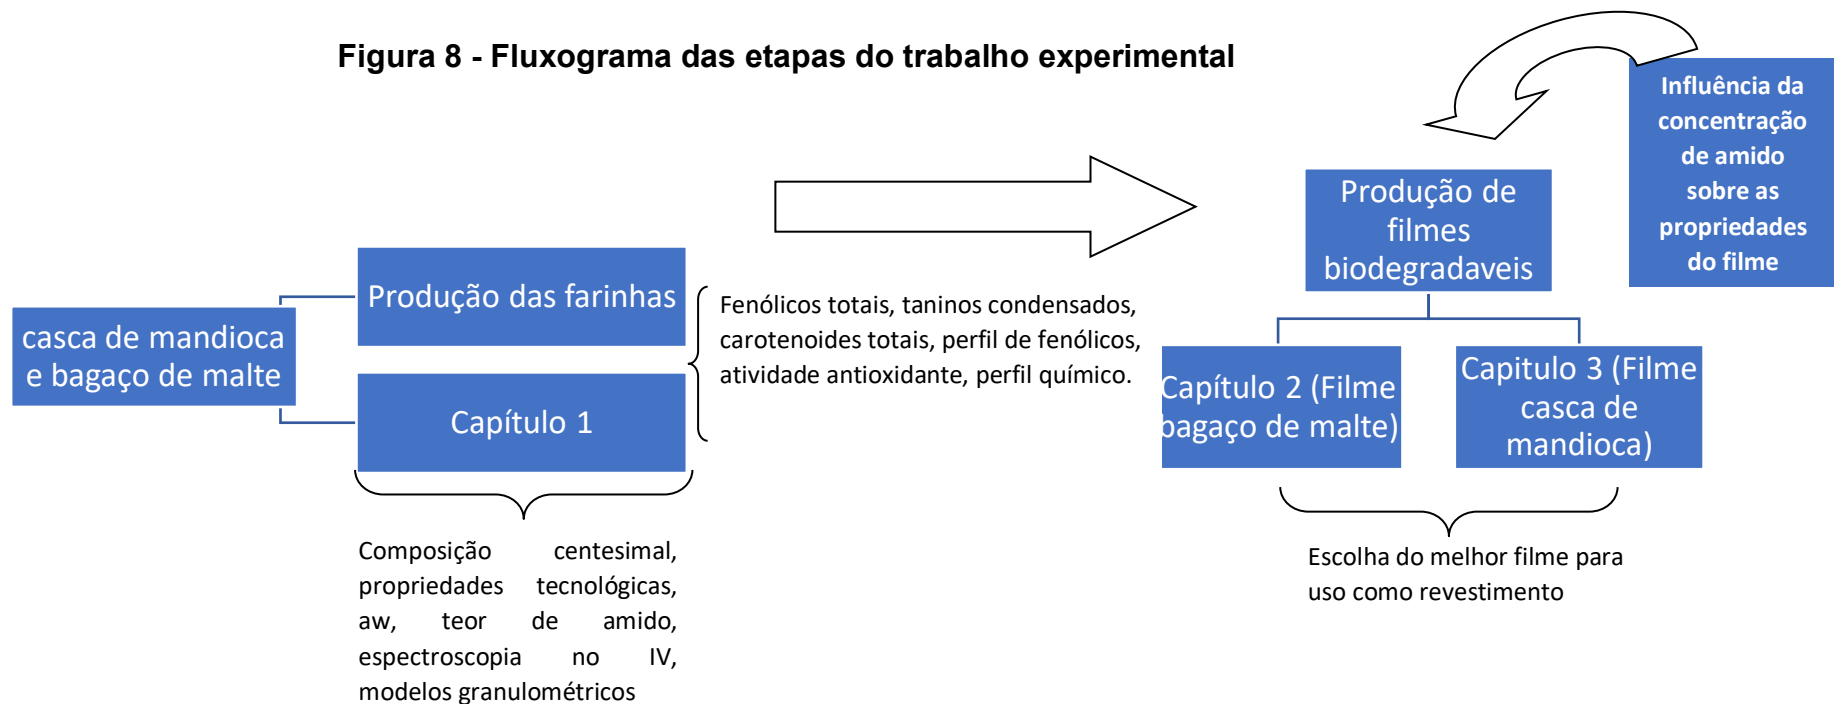 Figura 8 - Fluxograma das etapas do trabalho experimental
casca de mandioca
e bagaço de malte
Produção das farinhas
Capítulo 1
Fenólicos totais, taninos condensados,
carotenoides totais, perfil de fenólicos,
atividade antioxidante, perfil químico.
Composição centesimal,
propriedades tecnológicas,
aw, teor de amido,
espectroscopia no IV,
modelos granulométricos
Influência da
concentração
de amido
sobre as
propriedades
do filme
Produção de
filmes
biodegradaveis
Capítulo 2 (Filme
bagaço de malte)
Capitulo 3 (Filme
casca de
mandioca)
Escolha do melhor filme para
uso como revestimento